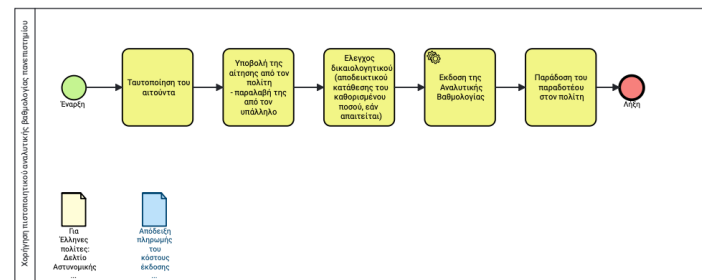 Χορήγηση πιστοποιητικού αναλυτικής βαθμολογίας πανεπιστημίου
Έναρξη
Ταυτοποίηση του
αιτούντα
Υποβολή της
αίτησης από τον
πολίτη
- παραλαβή της
από τον
υπάλληλο
Ελεγχος
δικαιολογητικού
(αποδεικτικού
κατάθεσης του
καθορισμένου
ποσού, εάν
απαιτείται)
Εκδοση της
Αναλυτικής
Βαθμολογίας
Παράδοση του
παραδοτέου
στον πολίτη
Λήξη
Για
Έλληνες
πολίτες:
Δελτίο
Αστυνομικής
...
Απόδειξη
πληρωμής
του
κόστους
έκδοσης
...